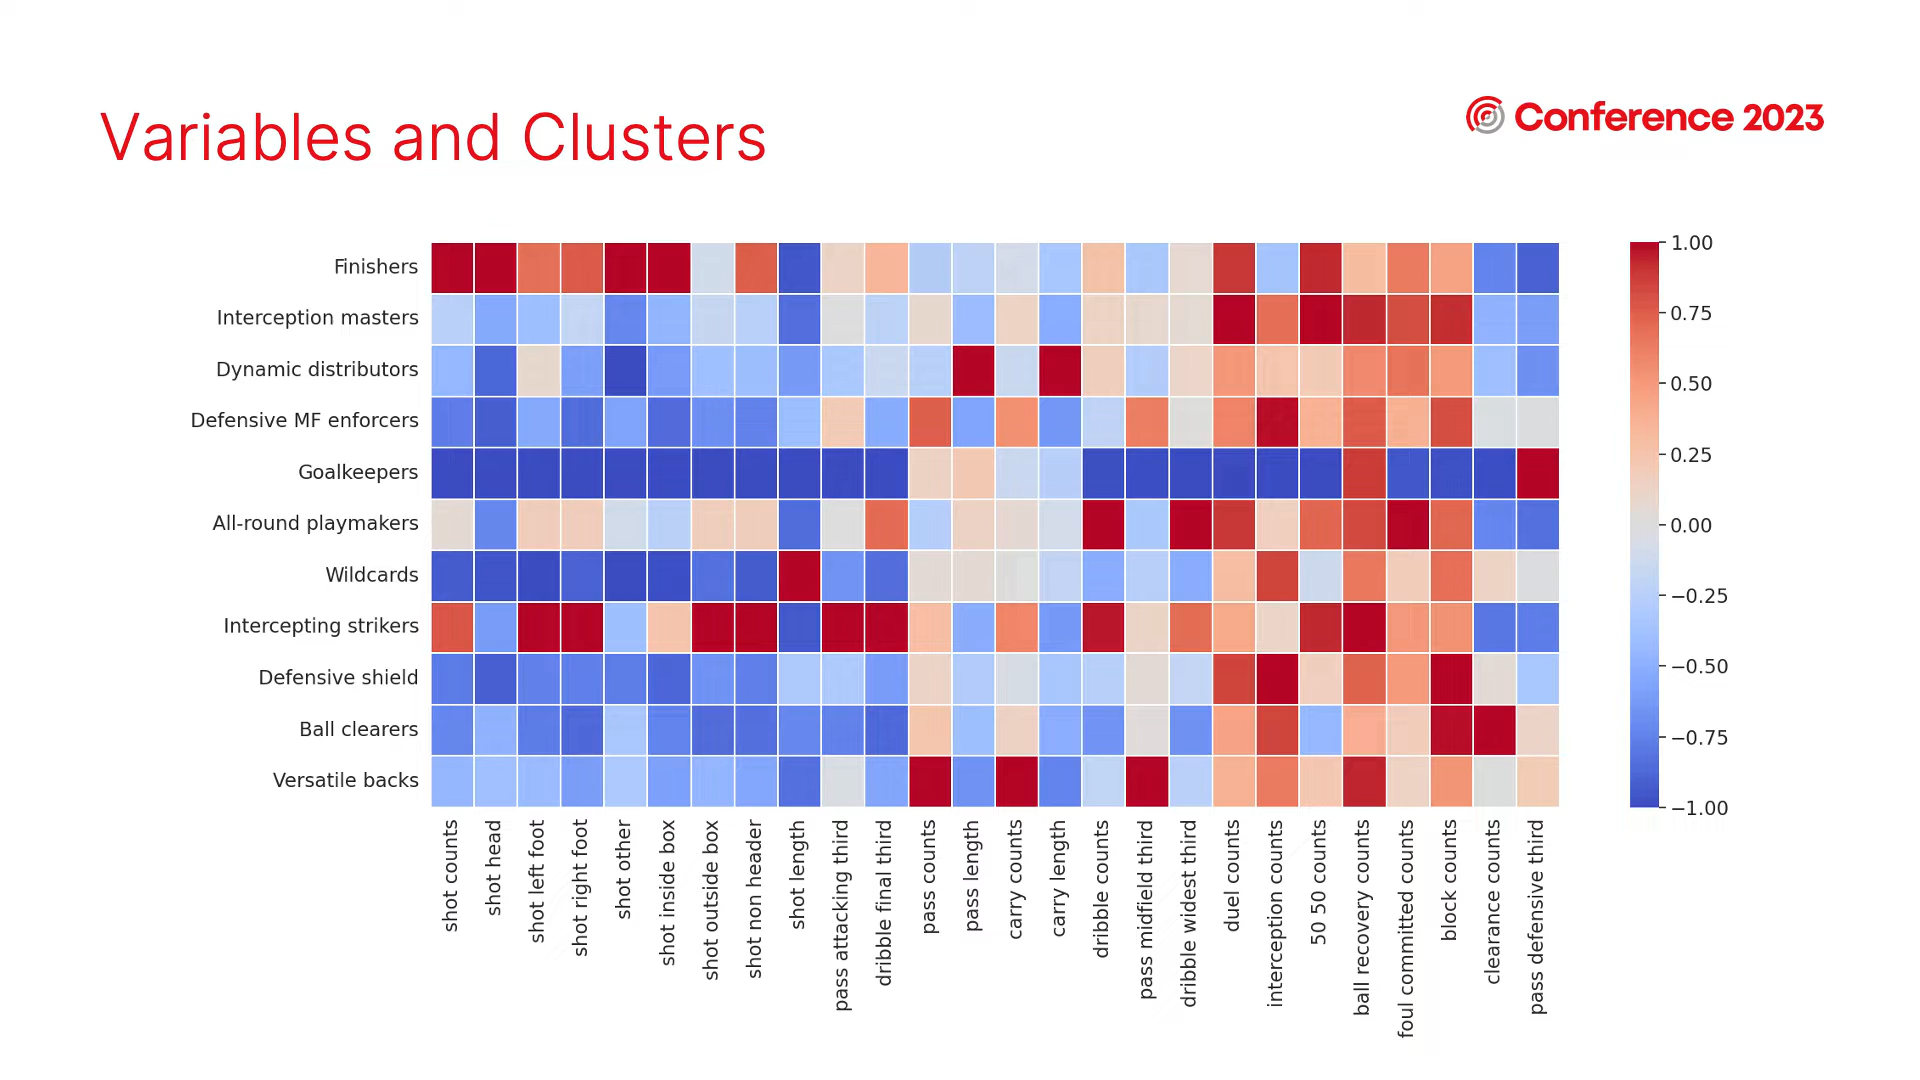 Variables and Clusters
Conference 2023
Finishers
Interception masters
Dynamic distributors
Defensive MF enforcers
Goalkeepers
All-round playmakers
Wildcards
Intercepting strikers
Defensive shield
Ball clearers
Versatile backs
shot counts
shot head
shot left foot
shot right foot
shot other
shot inside box
shot outside box
shot non header
shot length
pass attacking third
dribble final third
pass counts
pass length
carry counts
carry length
dribble counts
pass midfield third
dribble widest third
duel counts
interception counts
50 50 counts
ball recovery counts
foul committed counts
block counts
clearance counts
pass defensive third
1.00
0.75
0.50
0.25
0.00
−0.25
−0.50
−0.75
−1.00